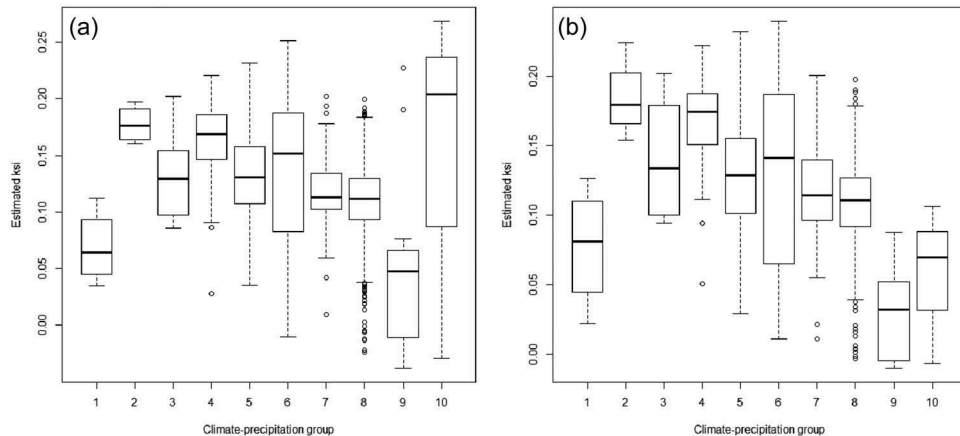 (a)
Estimated ksi
0.25
0.20
0.15
0.10
0.05
0.00
1 2 3 4 5 6 7 8 9 10
Climate-precipitation group
(b)
Estimated ksi
0.20
0.15
0.10
0.05
0.00
1 2 3 4 5 6 7 8 9 10
Climate-precipitation group